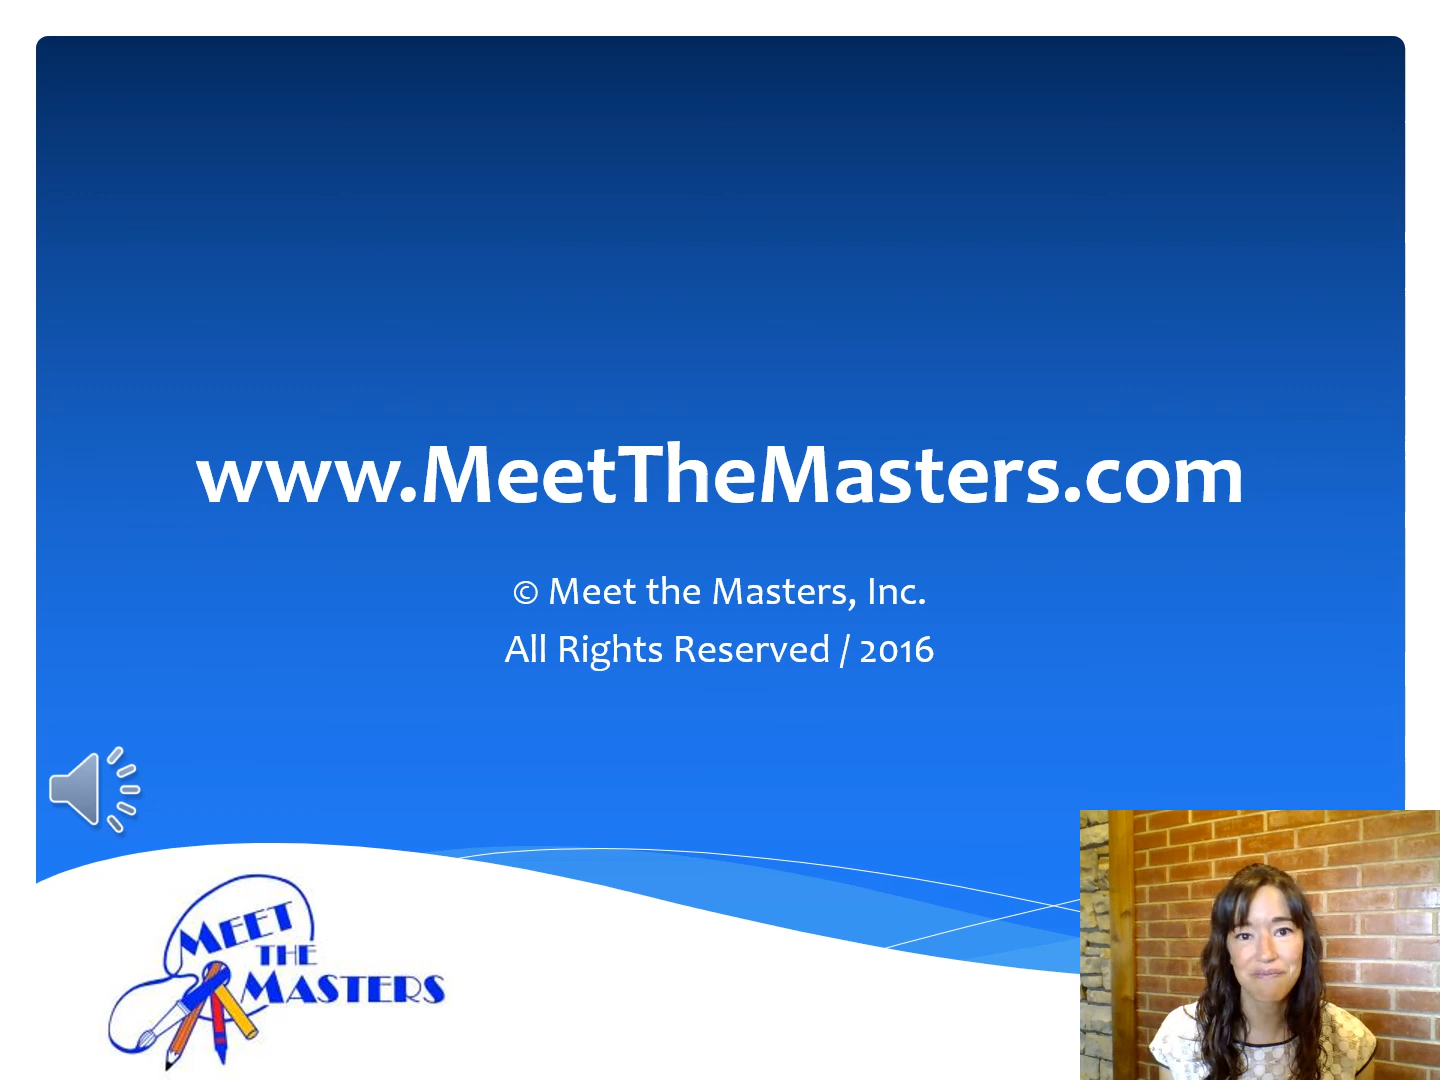 www.MeetTheMasters.com
© Meet the Masters, Inc.
All Rights Reserved / 2016
MEET
THE
MASTERS